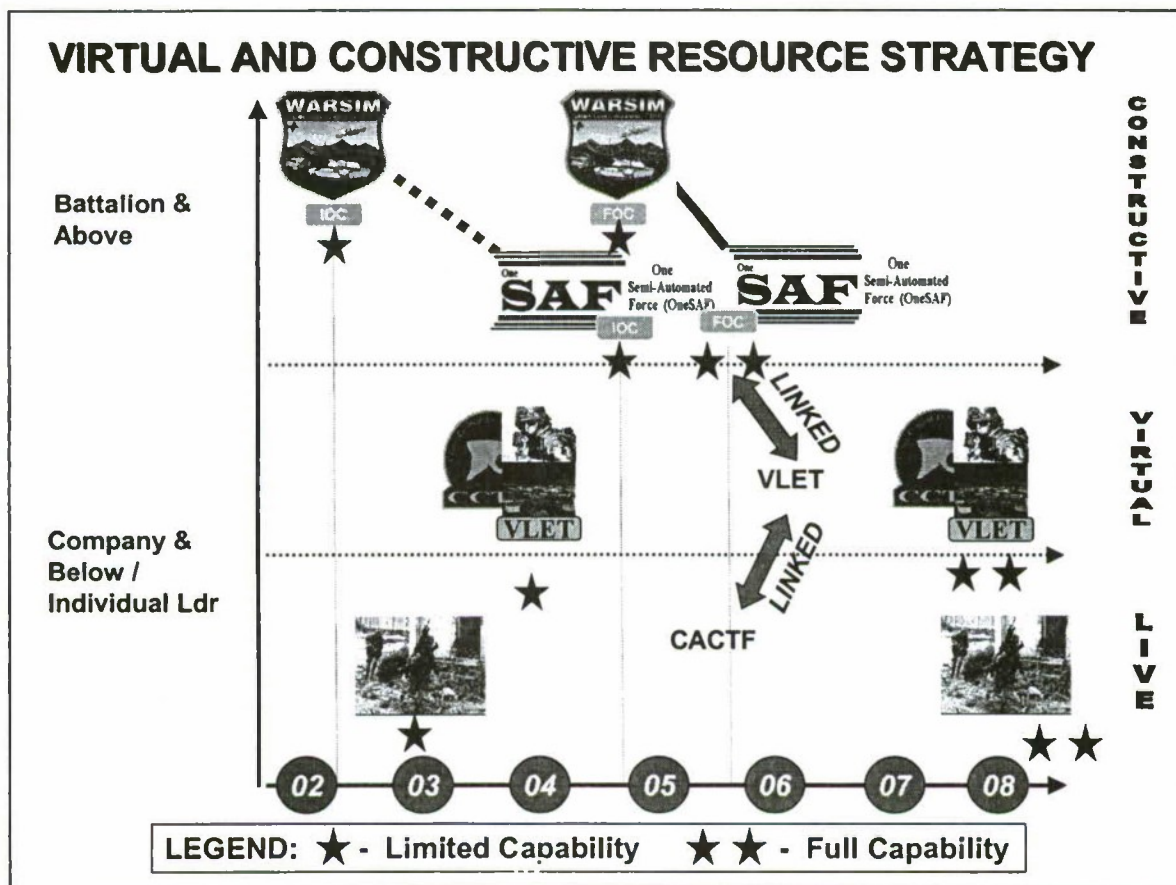 VIRTUAL AND CONSTRUCTIVE RESOURCE STRATEGY
WARSIM
WARSIM
CONSTRUCTIVE
Battalion &
Above
IOC
FOC
One
SAF
One
Semi-Automated
Force (OneSAF)
IOC
One
SAF
One
Semi-Automated
Force (OneSAF)
FOC
LINKED
VIRTUAL
VLET
VLET
VLET
Company &
Below /
Individual Ldr
LINKED
CACTF
LIVE
02 03 04 05 06 07 08
LEGEND: ★ - Limited Capability ★ ★ - Full Capability